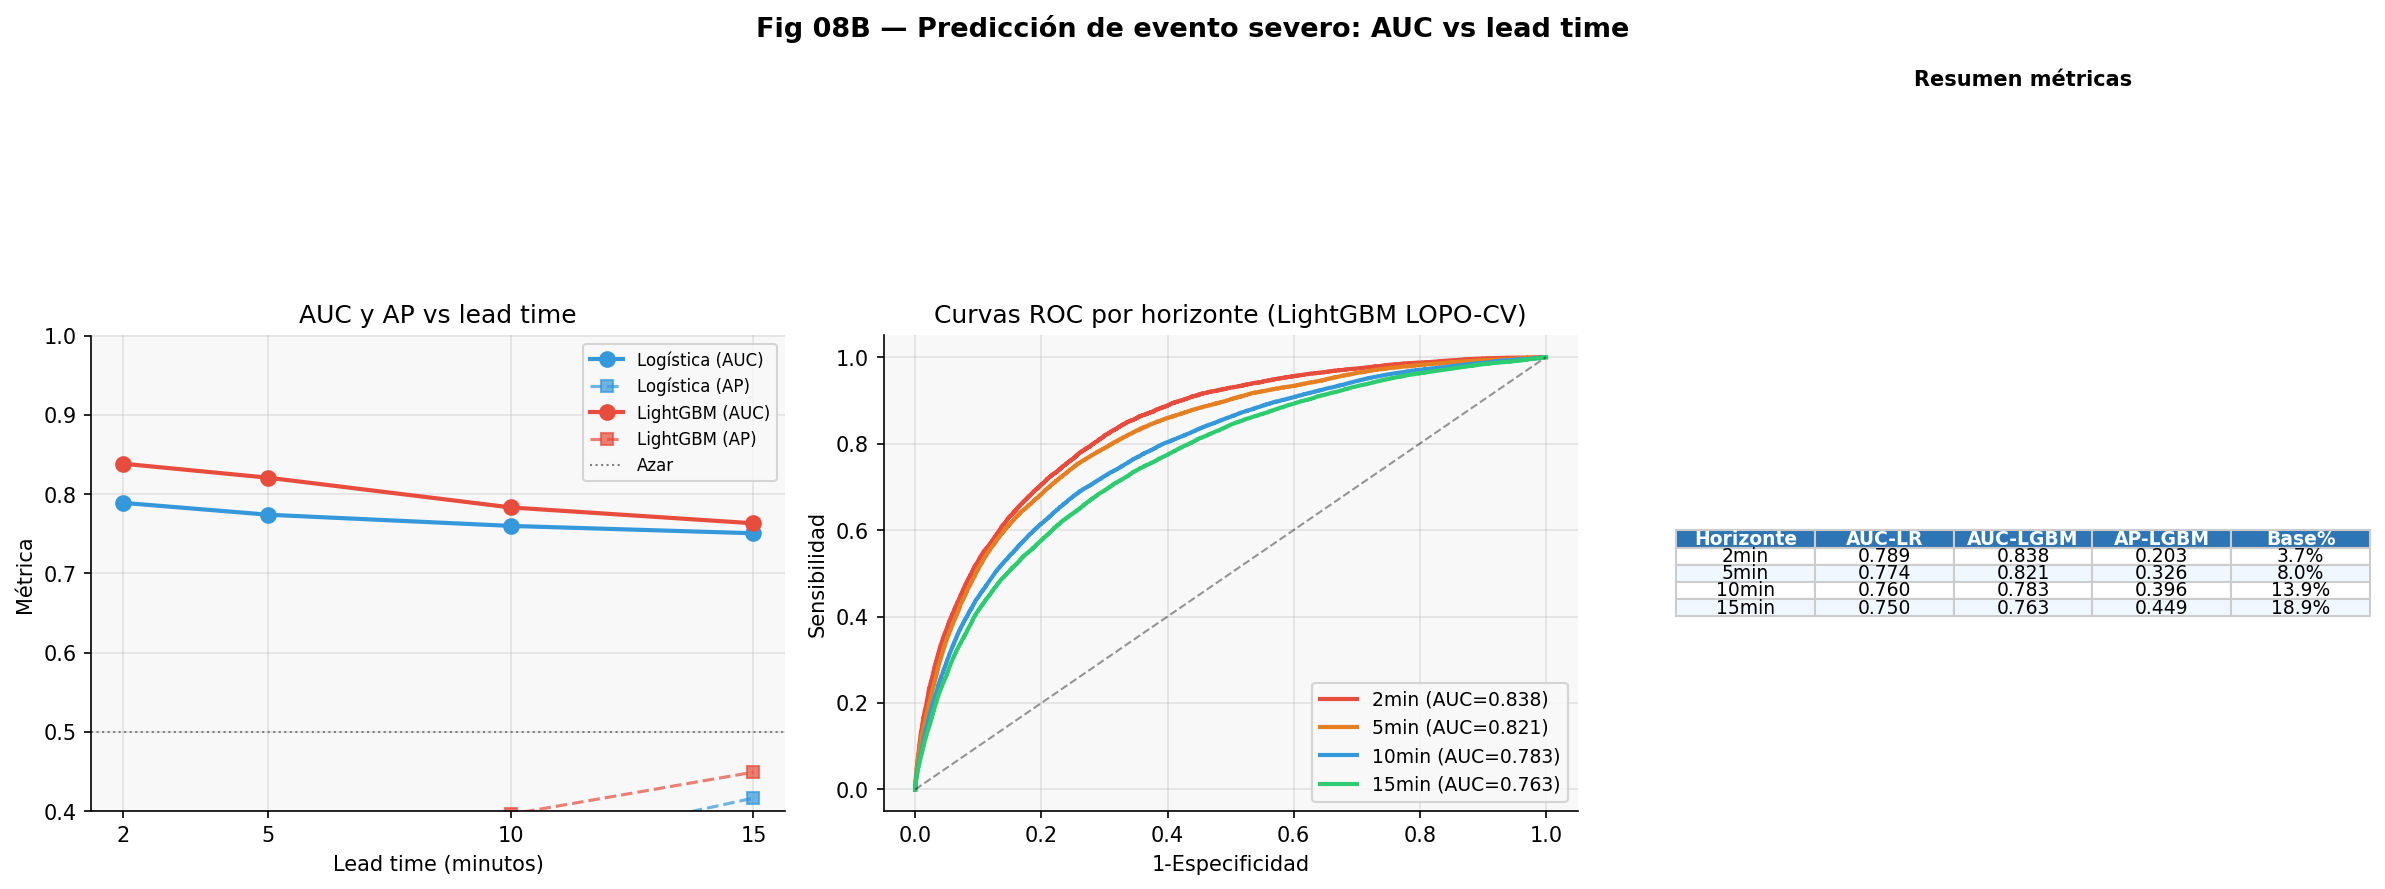 Fig 08B — Predicción de evento severo: AUC vs lead time
AUC y AP vs lead time
Métrica
1.0
0.9
0.8
0.7
0.6
0.5
0.4
2
5
10
15
Lead time (minutos)
Logística (AUC)
Logística (AP)
LightGBM (AUC)
LightGBM (AP)
Azar
Curvas ROC por horizonte (LightGBM LOPO-CV)
Sensibilidad
1.0
0.8
0.6
0.4
0.2
0.0
0.0
0.2
0.4
0.6
0.8
1.0
1-Especificidad
2min (AUC=0.838)
5min (AUC=0.821)
10min (AUC=0.783)
15min (AUC=0.763)
Resumen métricas
Horizonte AUC-LR AUC-LGBM AP-LGBM Base%
2min 0.789 0.838 0.203 3.7%
5min 0.774 0.821 0.326 8.0%
10min 0.760 0.783 0.396 13.9%
15min 0.750 0.763 0.449 18.9%